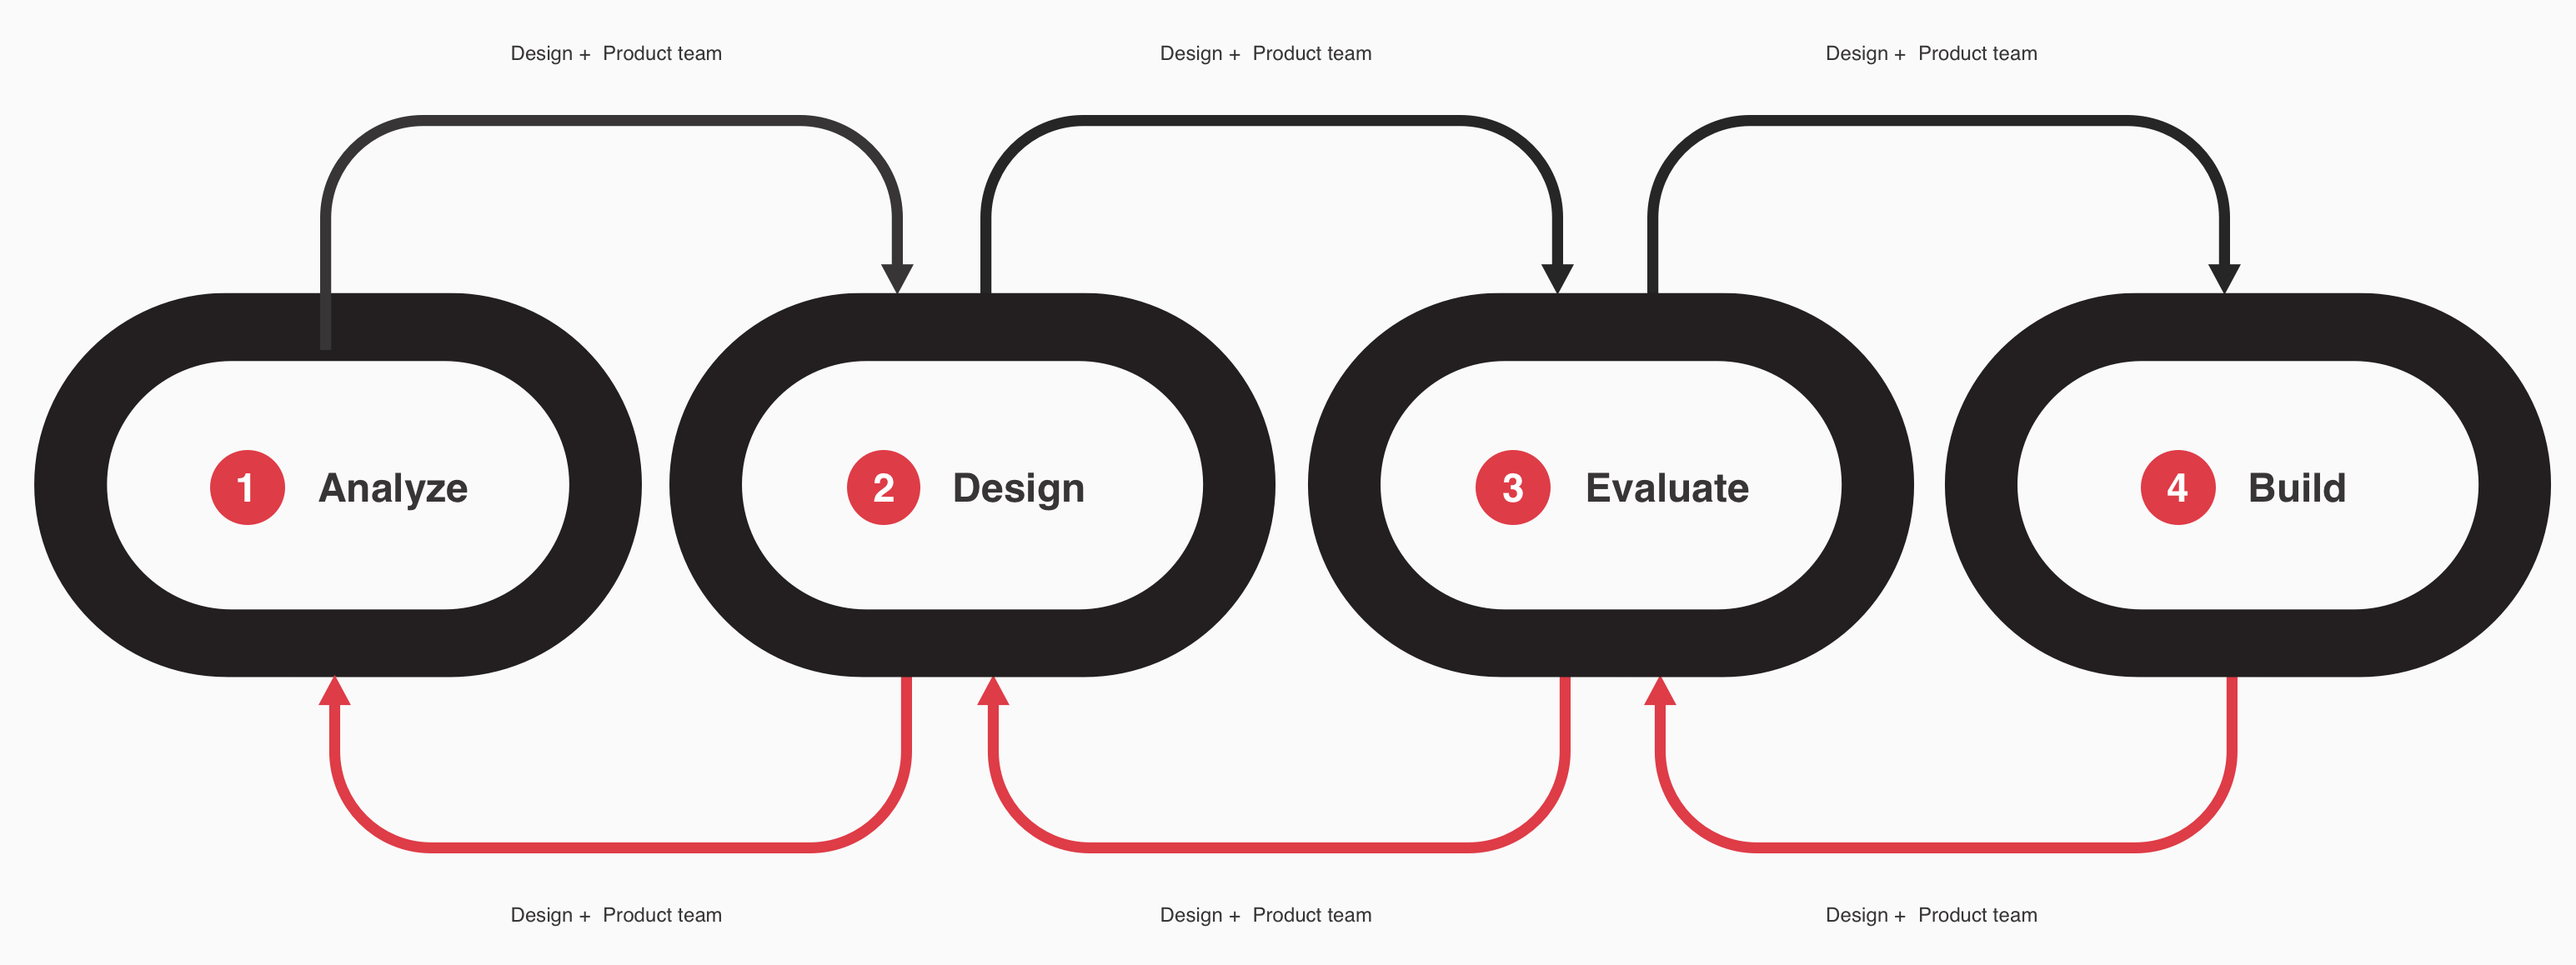 Design +  Product team
Design +  Product team
Design +  Product team
1 Analyze
2 Design
3 Evaluate
4 Build
Design +  Product team
Design +  Product team
Design +  Product team